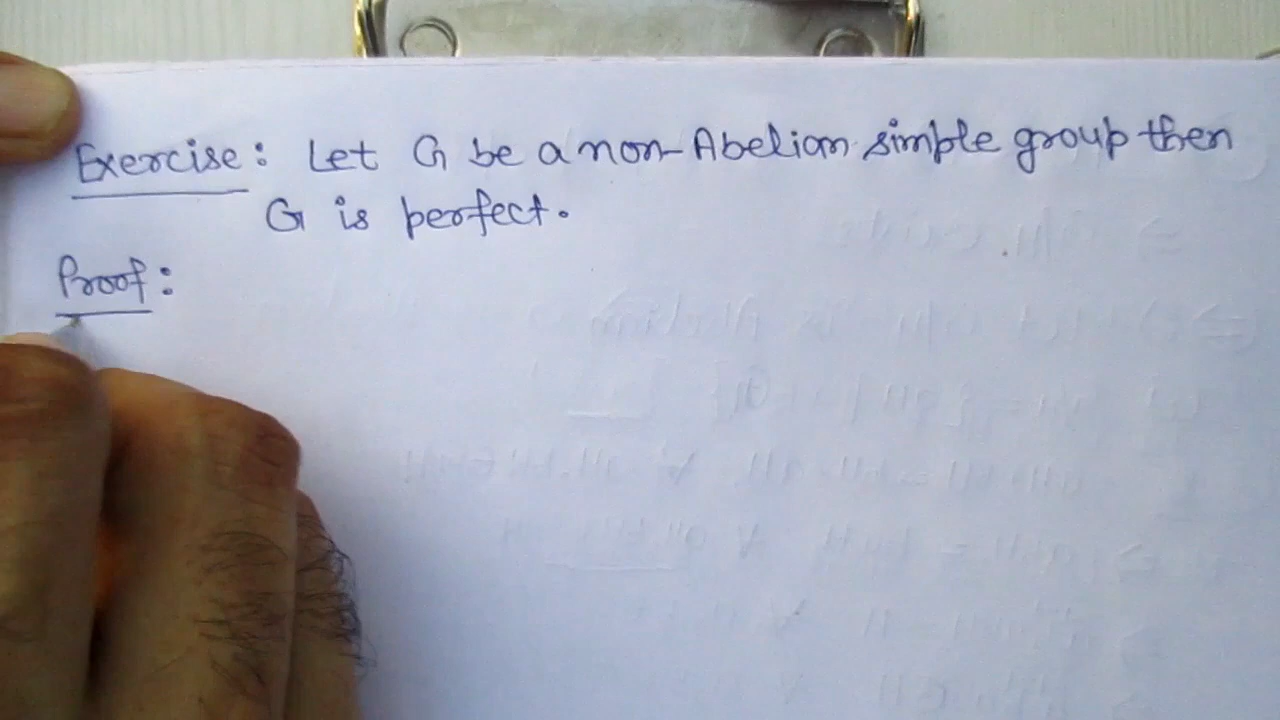 Exercise: Let G be a non-Abelian simple group then
G is perfect.
Proof: